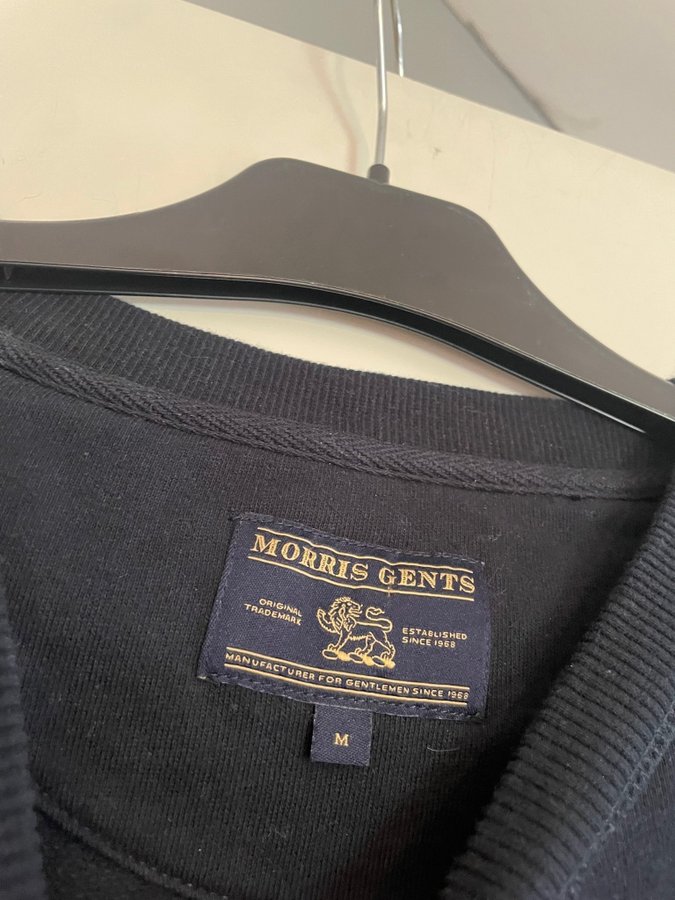 MORRIS GENTS
ORIGINAL
TRADEMARK
ESTABLISHED
SINCE 1968
MANUFACTURER FOR GENTLEMEN SINCE 1968
M